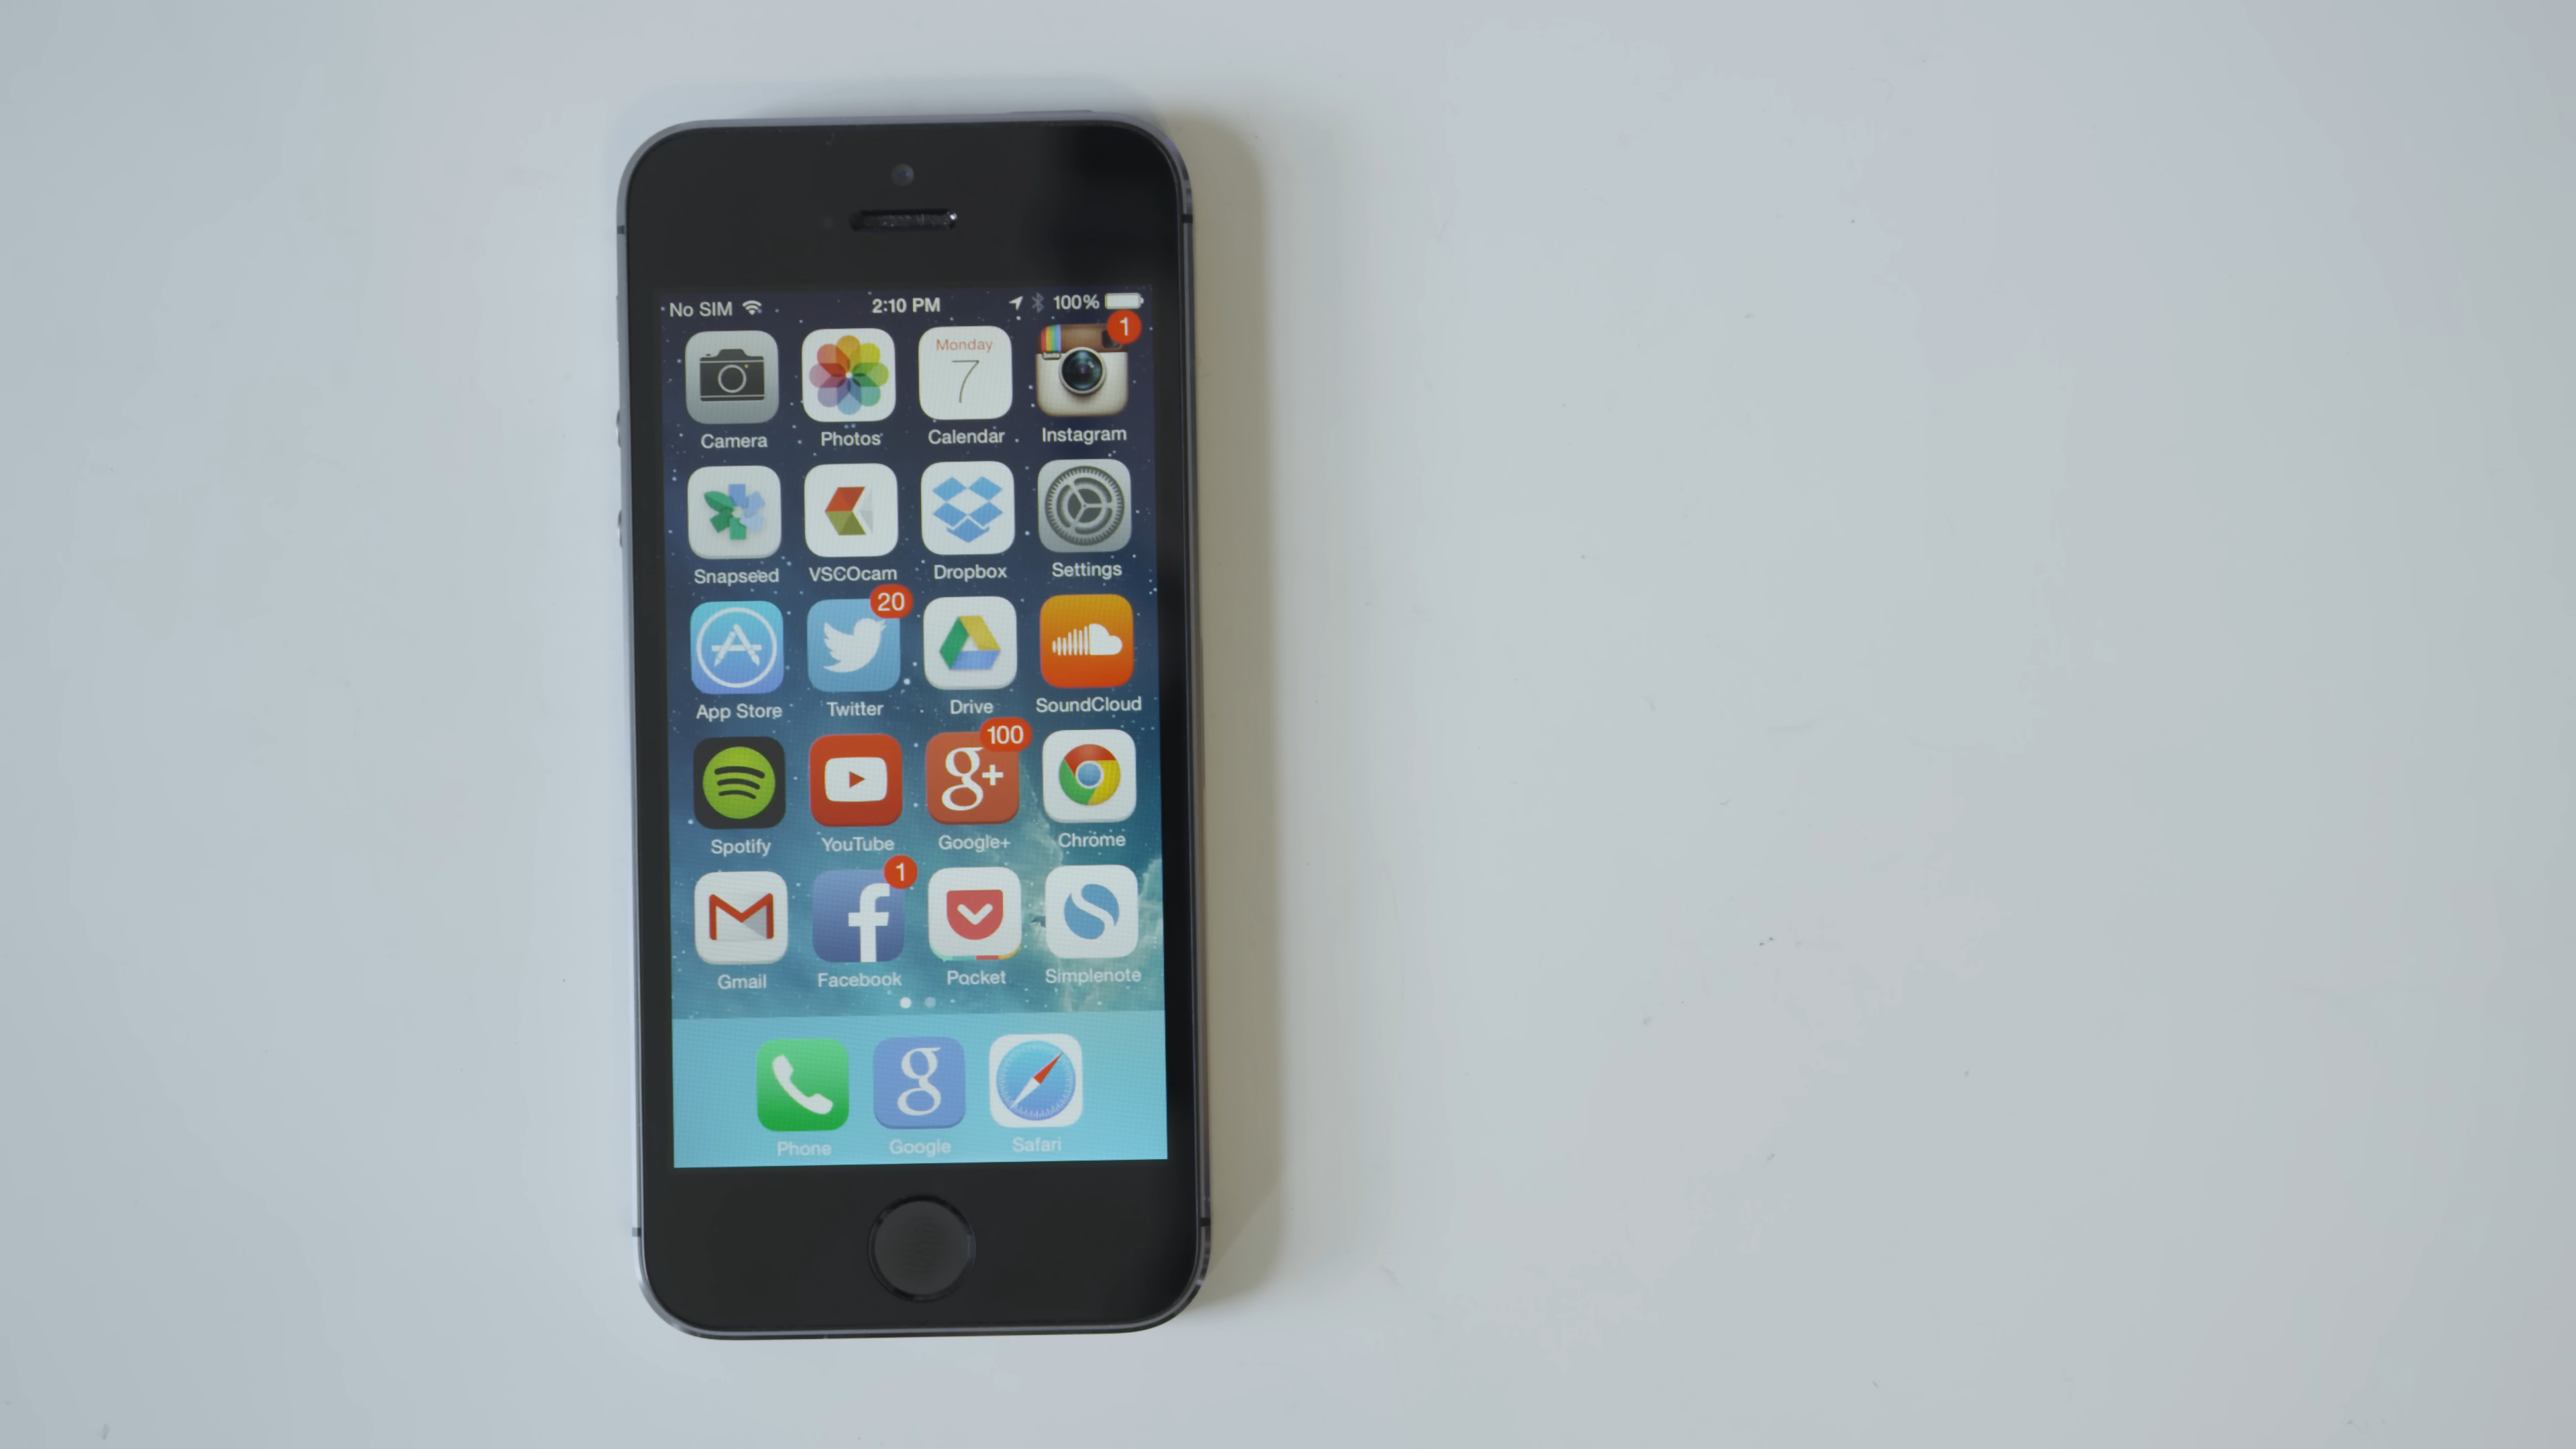 No SIM 2:10 PM 100%
1
Monday
7
Camera Photos Calendar Instagram
Snapseed VSCOcam Dropbox Settings
20
App Store Twitter Drive SoundCloud
100
g+
Spotify YouTube Google+ Chrome
1
f
Gmail Facebook Pocket Simplenote
g
Phone Google Safari